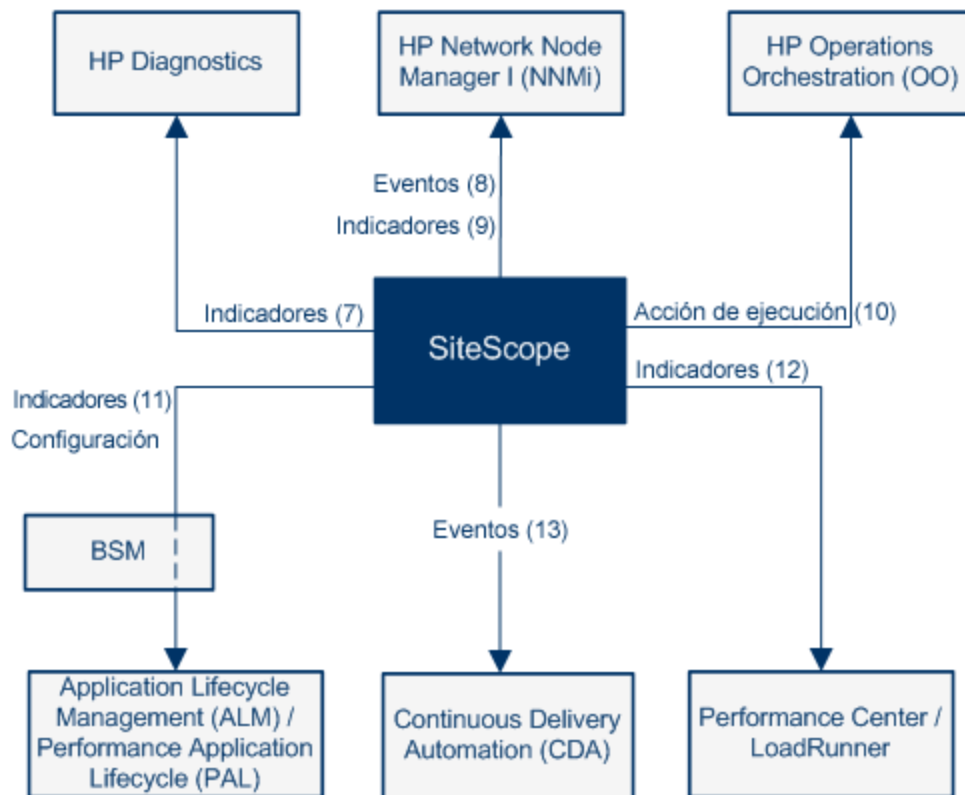 HP Diagnostics
HP Network Node
Manager I (NNMi)
HP Operations
Orchestration (OO)
Eventos (8)
Indicadores (9)
Indicadores (7)
SiteScope
Acción de ejecución (10)
Indicadores (12)
Indicadores (11)
Configuración
BSM
Eventos (13)
Application Lifecycle
Management (ALM) /
Performance Application
Lifecycle (PAL)
Continuous Delivery
Automation (CDA)
Performance Center /
LoadRunner